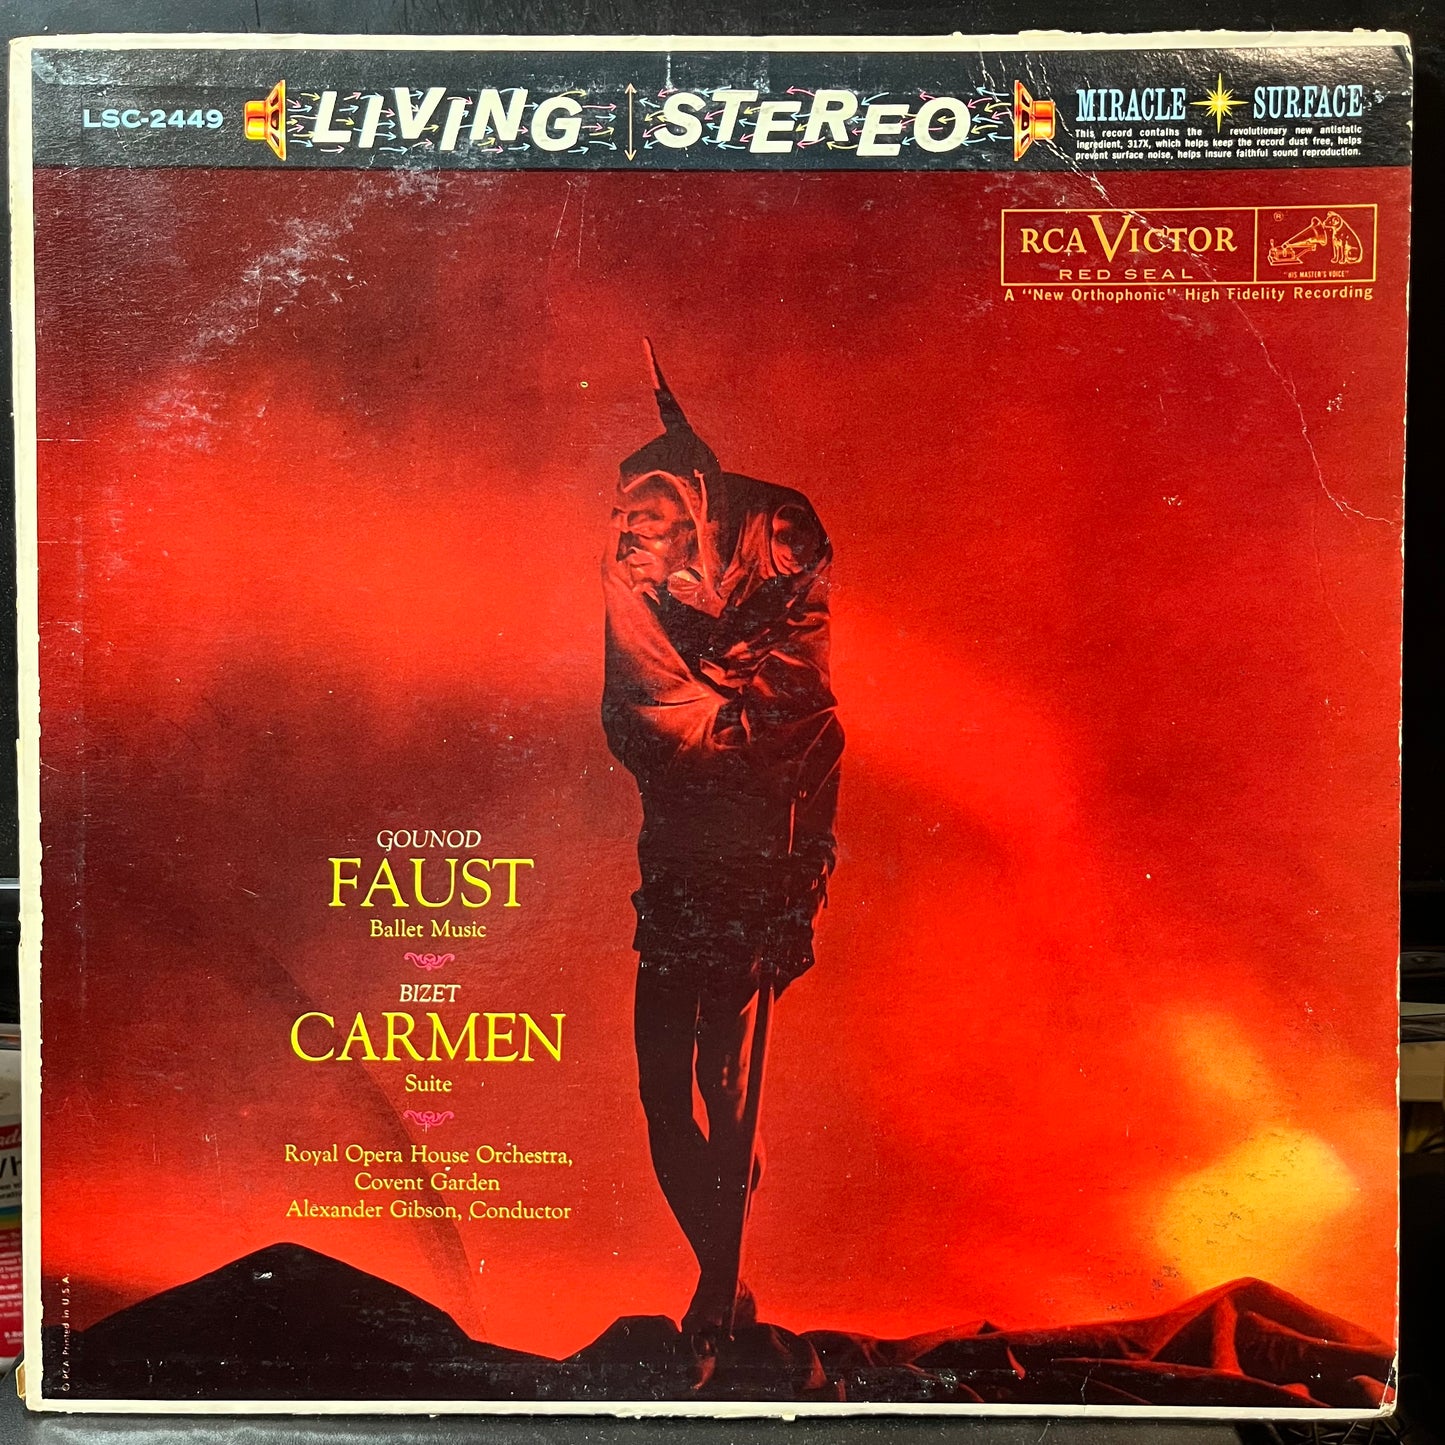 LSC-2449
LIVING STEREO
MIRACLE SURFACE
This record contains the revolutionary new antistatic
ingredient, 317X, which helps keep the record dust free, helps
prevent surface noise, helps insure faithful sound reproduction.
RCA VICTOR
RED SEAL
®
"HIS MASTER'S VOICE"
A "New Orthophonic" High Fidelity Recording
GOUNOD
FAUST
Ballet Music
BIZET
CARMEN
Suite
Royal Opera House Orchestra,
Covent Garden
Alexander Gibson, Conductor
© RCA Printed in U.S.A.